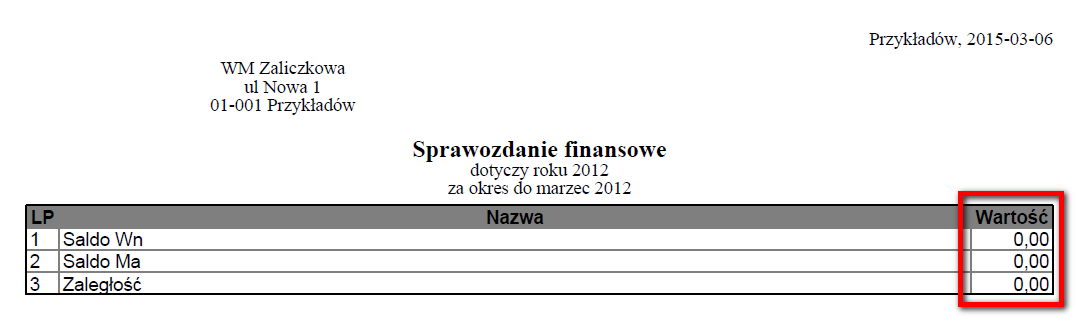 Przykładów, 2015-03-06
WM Zaliczkowa
ul Nowa 1
01-001 Przykładów
Sprawozdanie finansowe
dotyczy roku 2012
za okres do marzec 2012
LP Nazwa Wartość
1 Saldo Wn 0,00
2 Saldo Ma 0,00
3 Zaległość 0,00